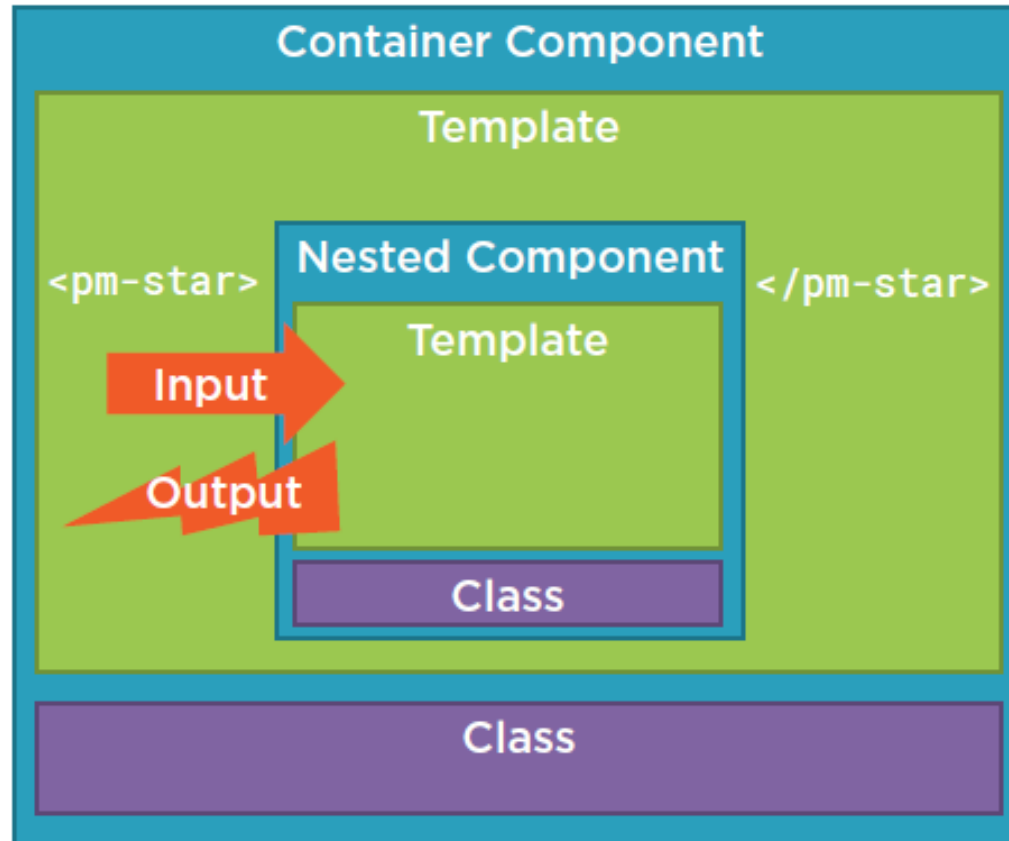 Container Component
Template
Nested Component
<pm-star>
</pm-star>
Template
Input
Output
Class
Class